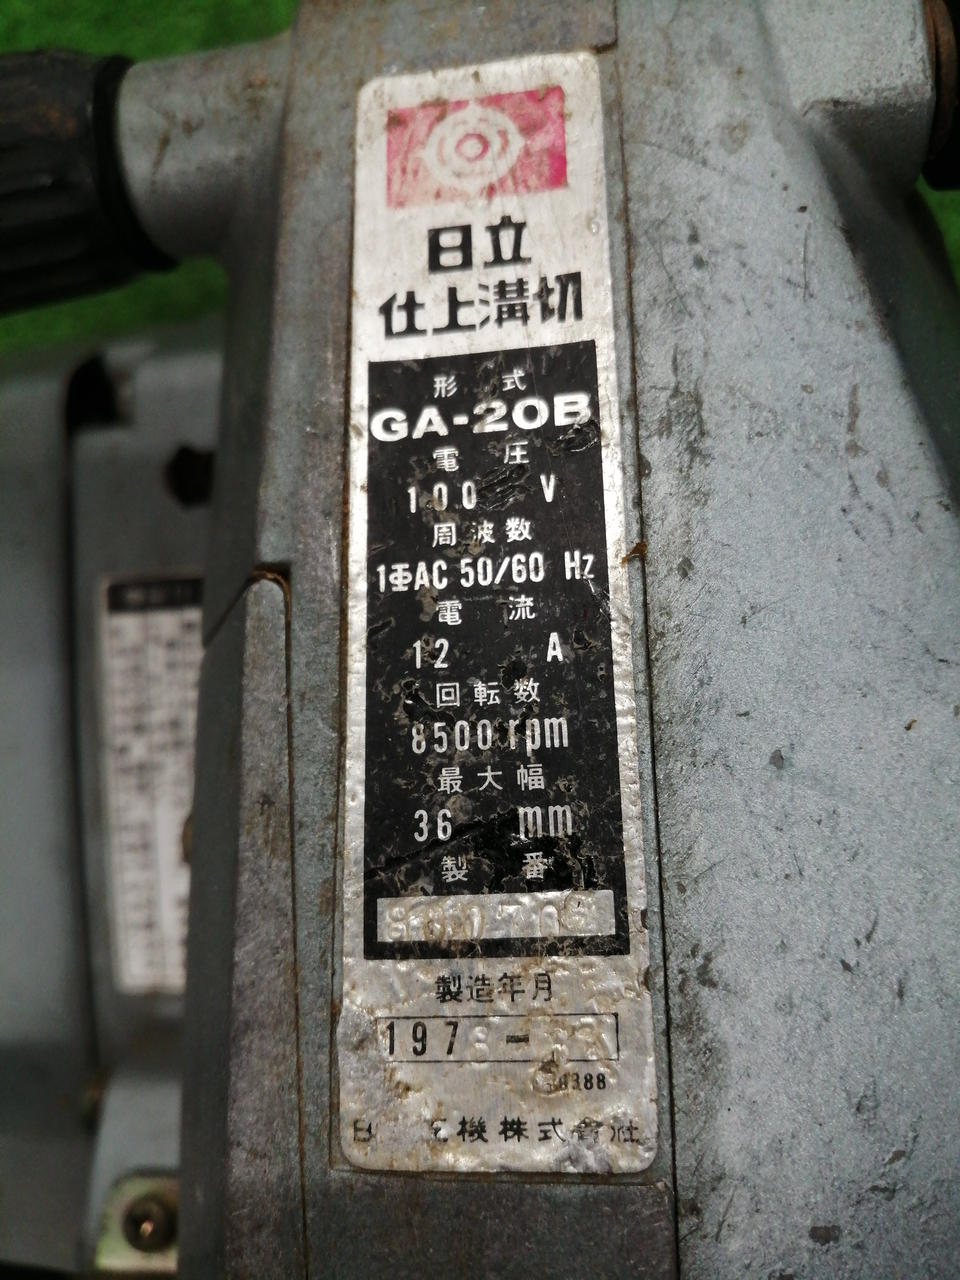 日立
仕上溝切
形式
GA-20B
電圧
100 V
周波数
1ΦAC 50/60 Hz
電流
12 A
回転数
8500 rpm
最大幅
36 mm
製番
製造年月
197 -
機株式會社